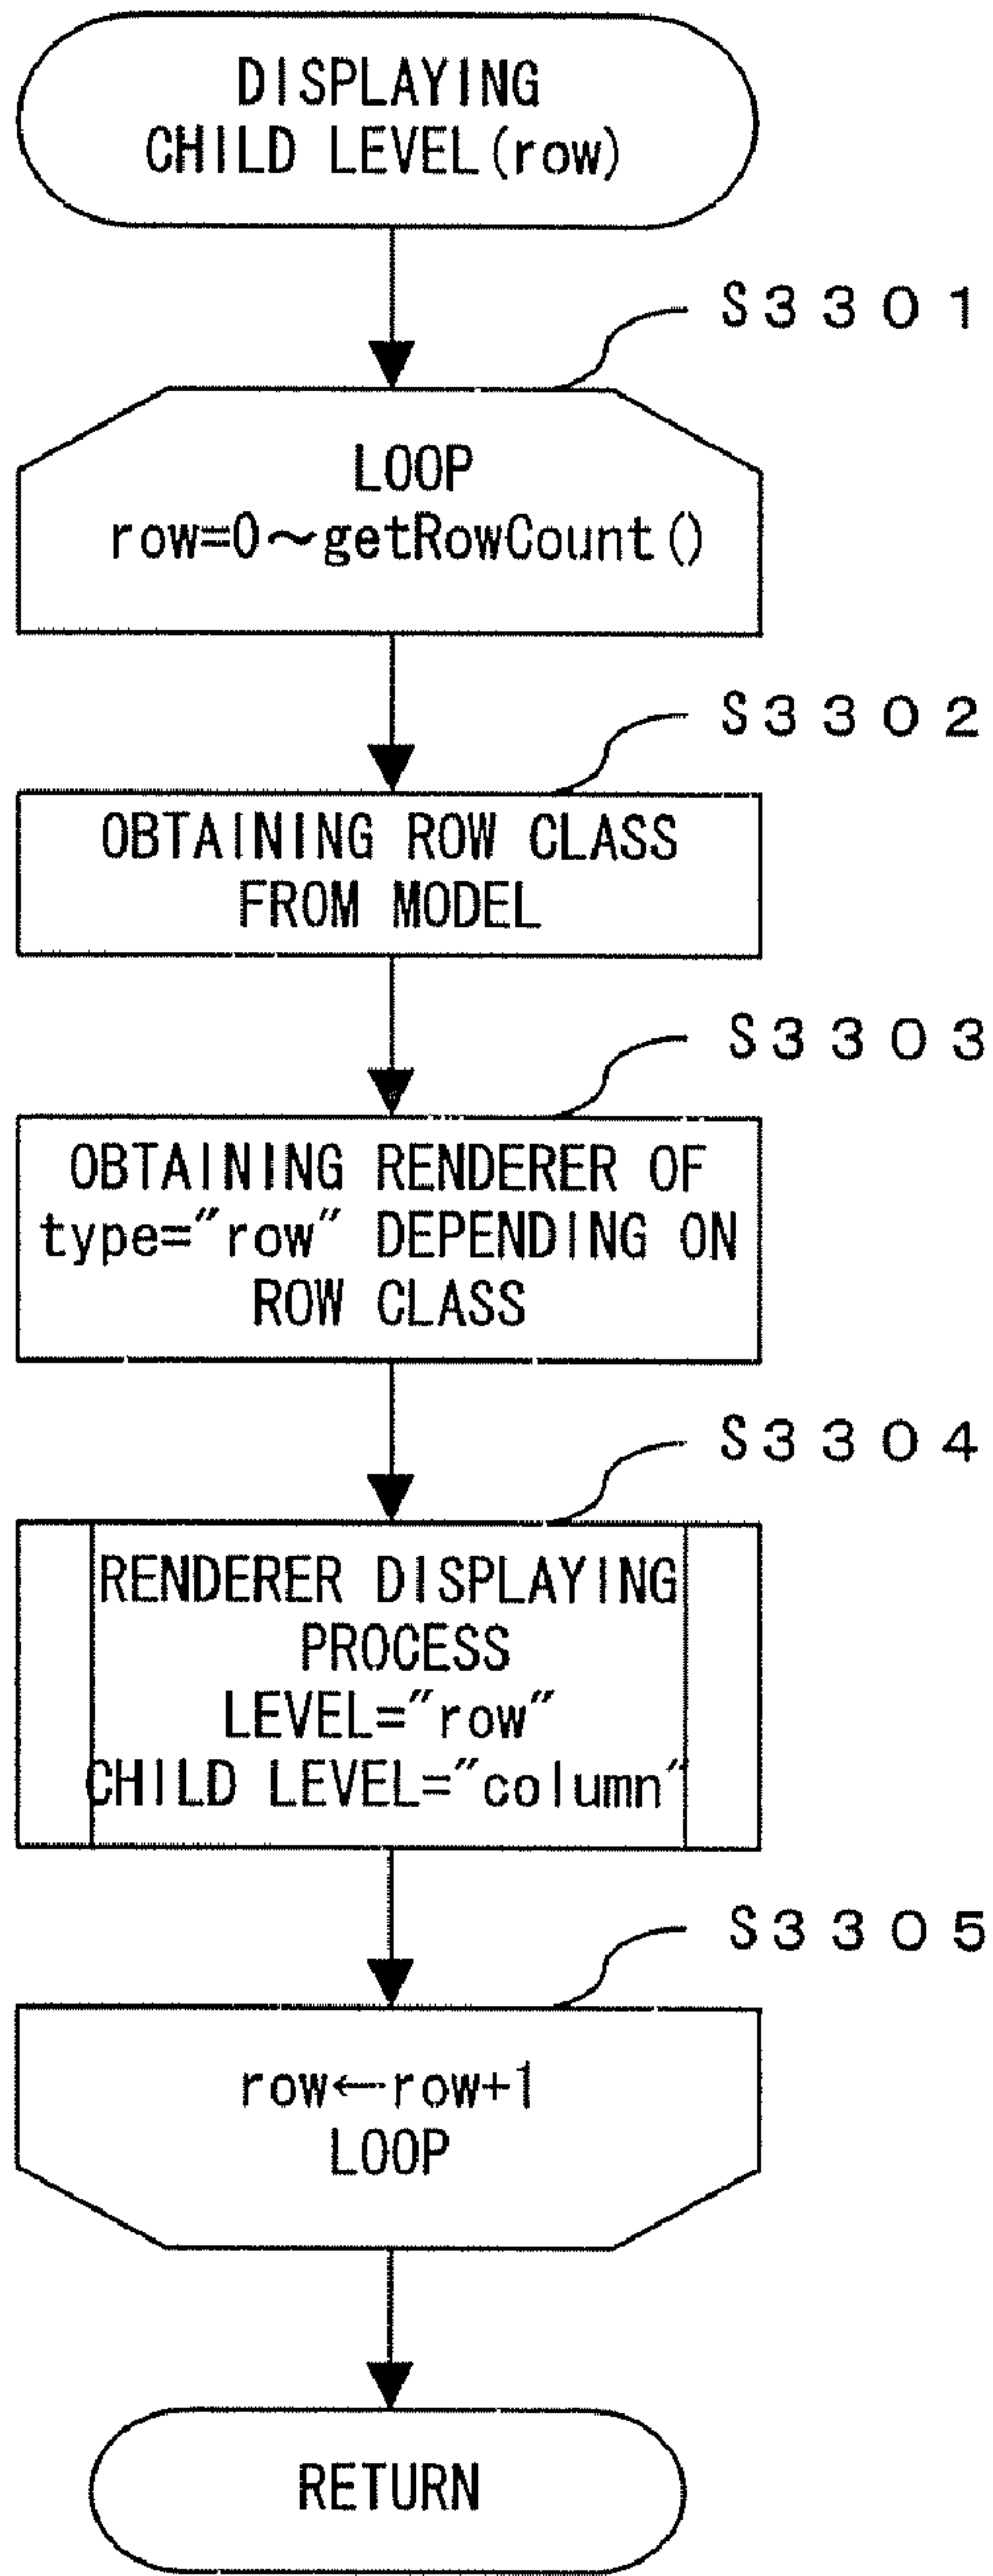 DISPLAYING
CHILD LEVEL(row)
S3301
LOOP
row=0～getRowCount()
S3302
OBTAINING ROW CLASS
FROM MODEL
S3303
OBTAINING RENDERER OF
type="row" DEPENDING ON
ROW CLASS
S3304
RENDERER DISPLAYING
PROCESS
LEVEL="row"
CHILD LEVEL="column"
S3305
row←row+1
LOOP
RETURN